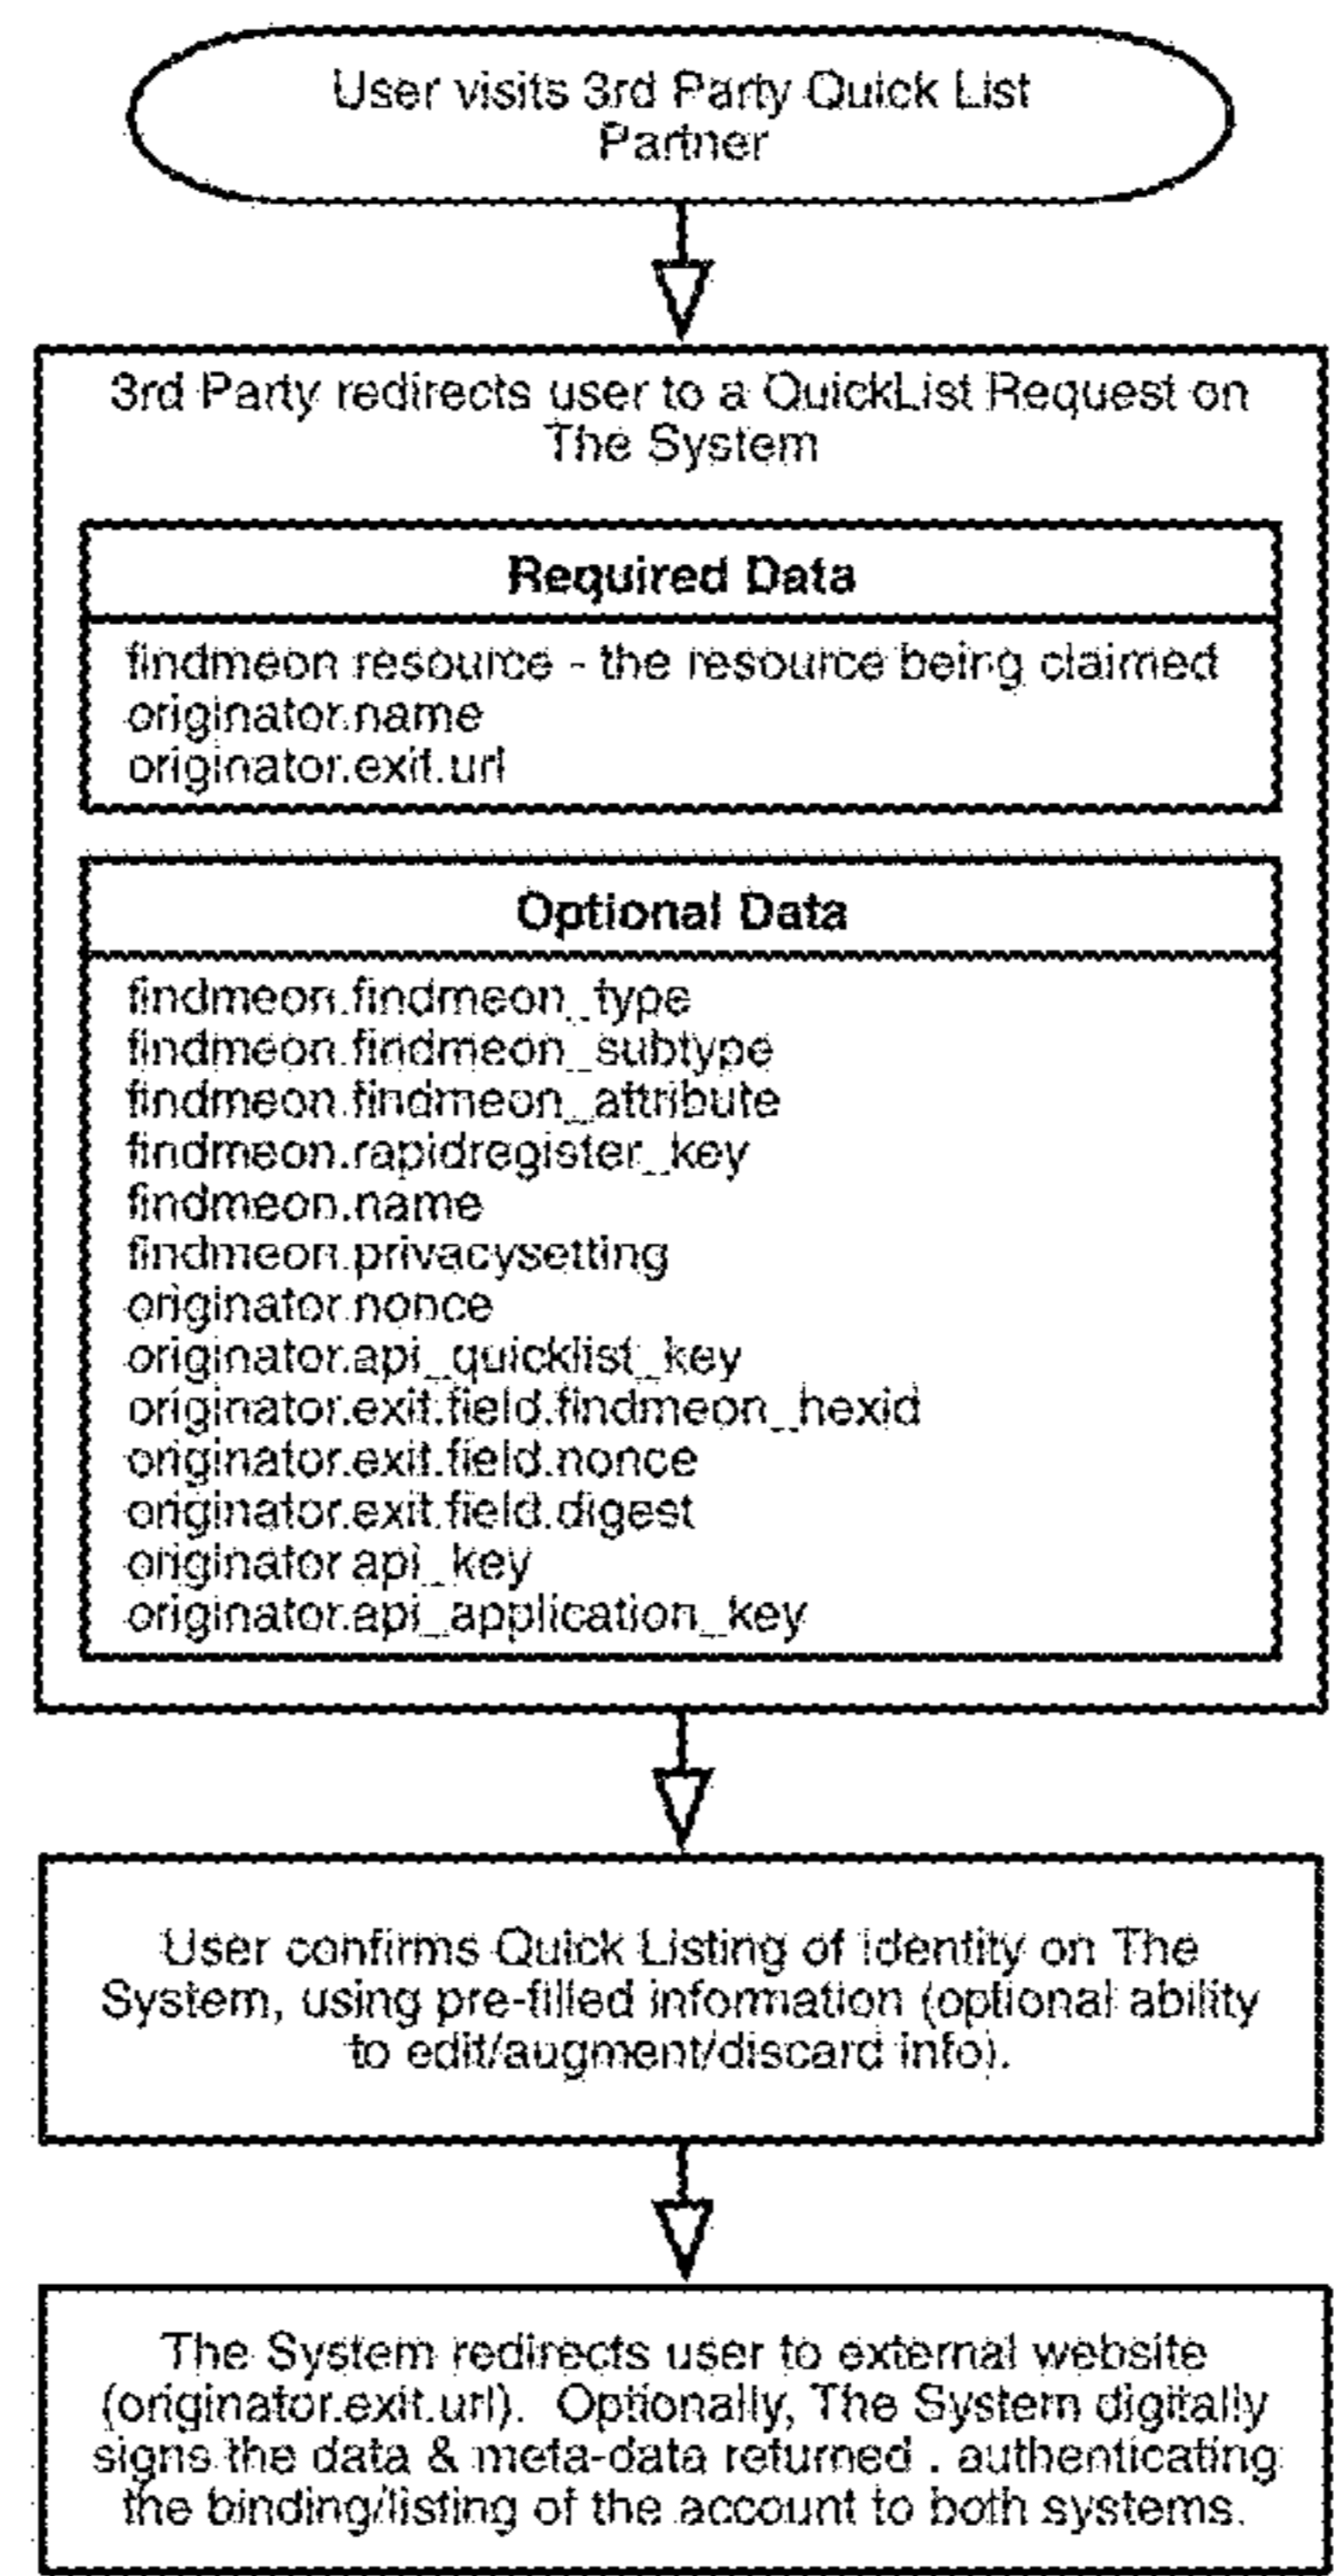 User visits 3rd Party Quick List
Partner
3rd Party redirects user to a QuickList Request on
The System
Required Data
findmeon.resource - the resource being claimed
originator.name
originator.exit.url
Optional Data
findmeon.findmeon_type
findmeon.findmeon_subtype
findmeon.findmeon_attribute
findmeon.rapidregister_key
findmeon.name
findmeon.privacysetting
originator.nonce
originator.api_quicklist_key
originator.exit.field.findmeon_hexid
originator.exit.field.nonce
originator.exit.field.digest
originator.api_key
originator.api_application_key
User confirms Quick Listing of Identity on The
System, using pre-filled information (optional ability
to edit/augment/discard info).
The System redirects user to external website
(originator.exit.url).  Optionally, The System digitally
signs the data & meta-data returned . authenticating
the binding/listing of the account to both systems.